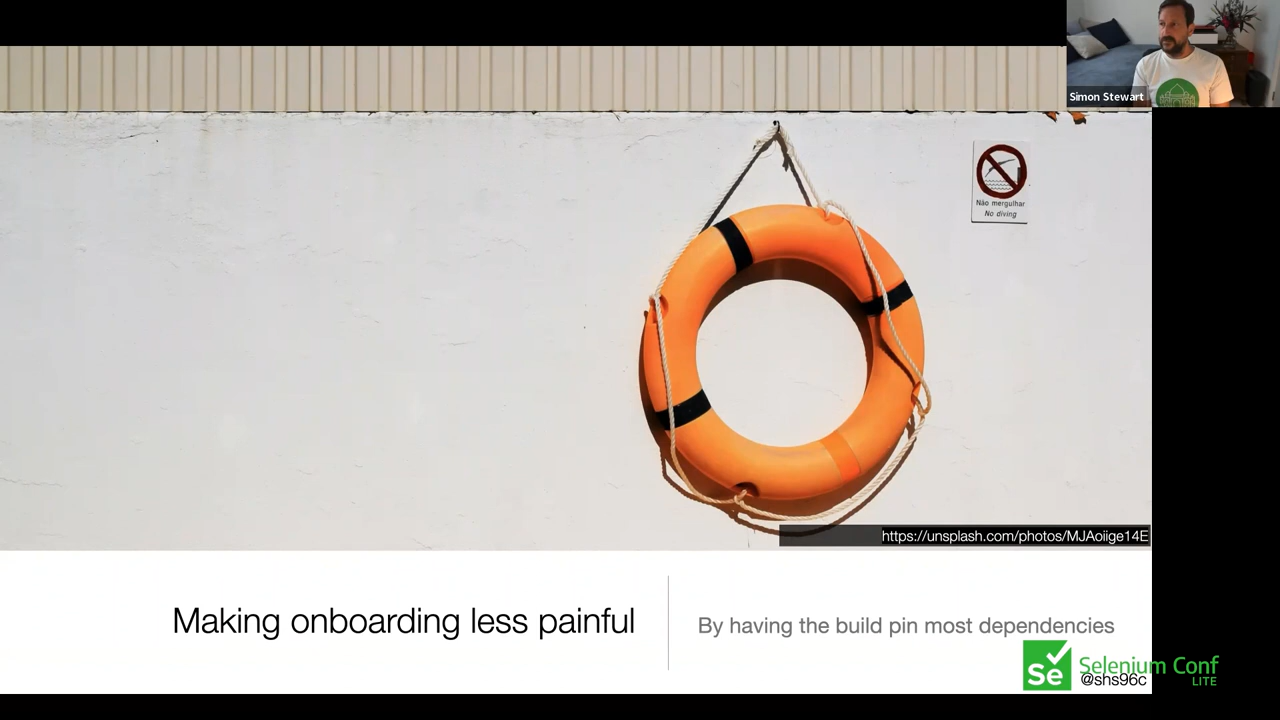 Simon Stewart
Não mergulhar
No diving
https://unsplash.com/photos/MJAoiige14E
Making onboarding less painful
By having the build pin most dependencies
Se
Selenium Conf
LITE
@shs96c